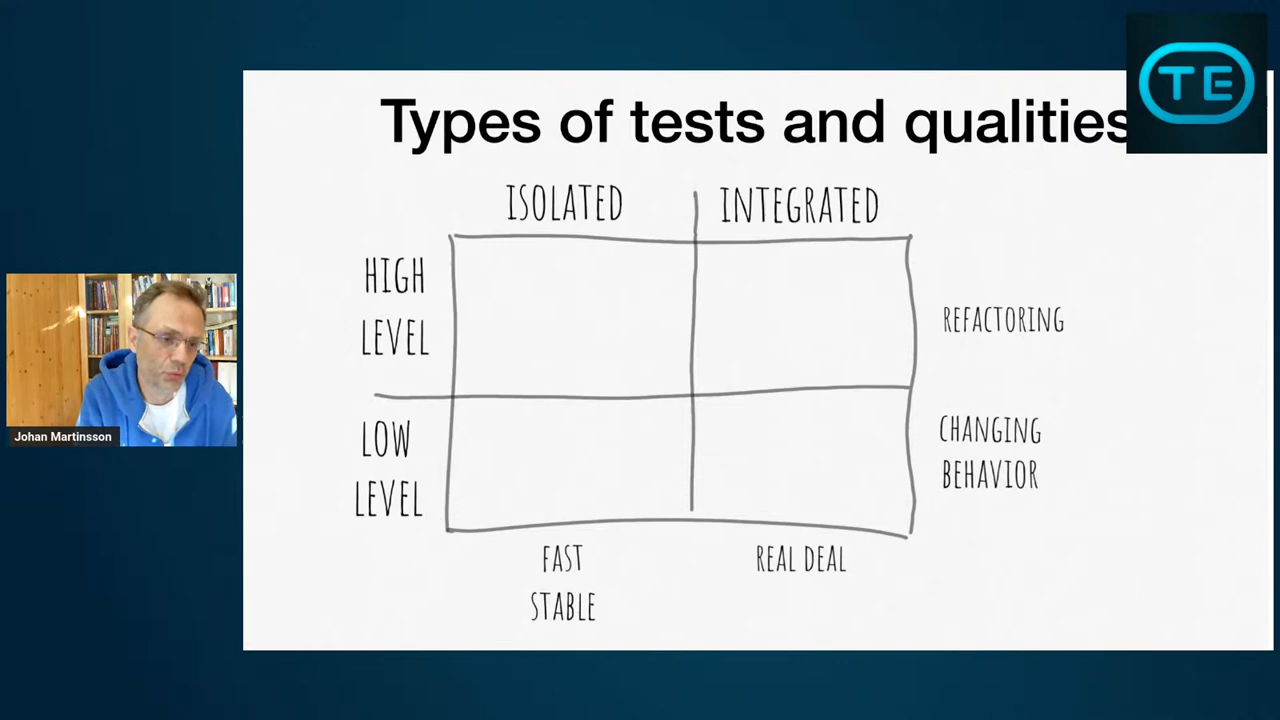 TE
Types of tests and qualities
ISOLATED
INTEGRATED
HIGH
LEVEL
REFACTORING
LOW
LEVEL
CHANGING
BEHAVIOR
FAST
STABLE
REAL DEAL
Johan Martinsson